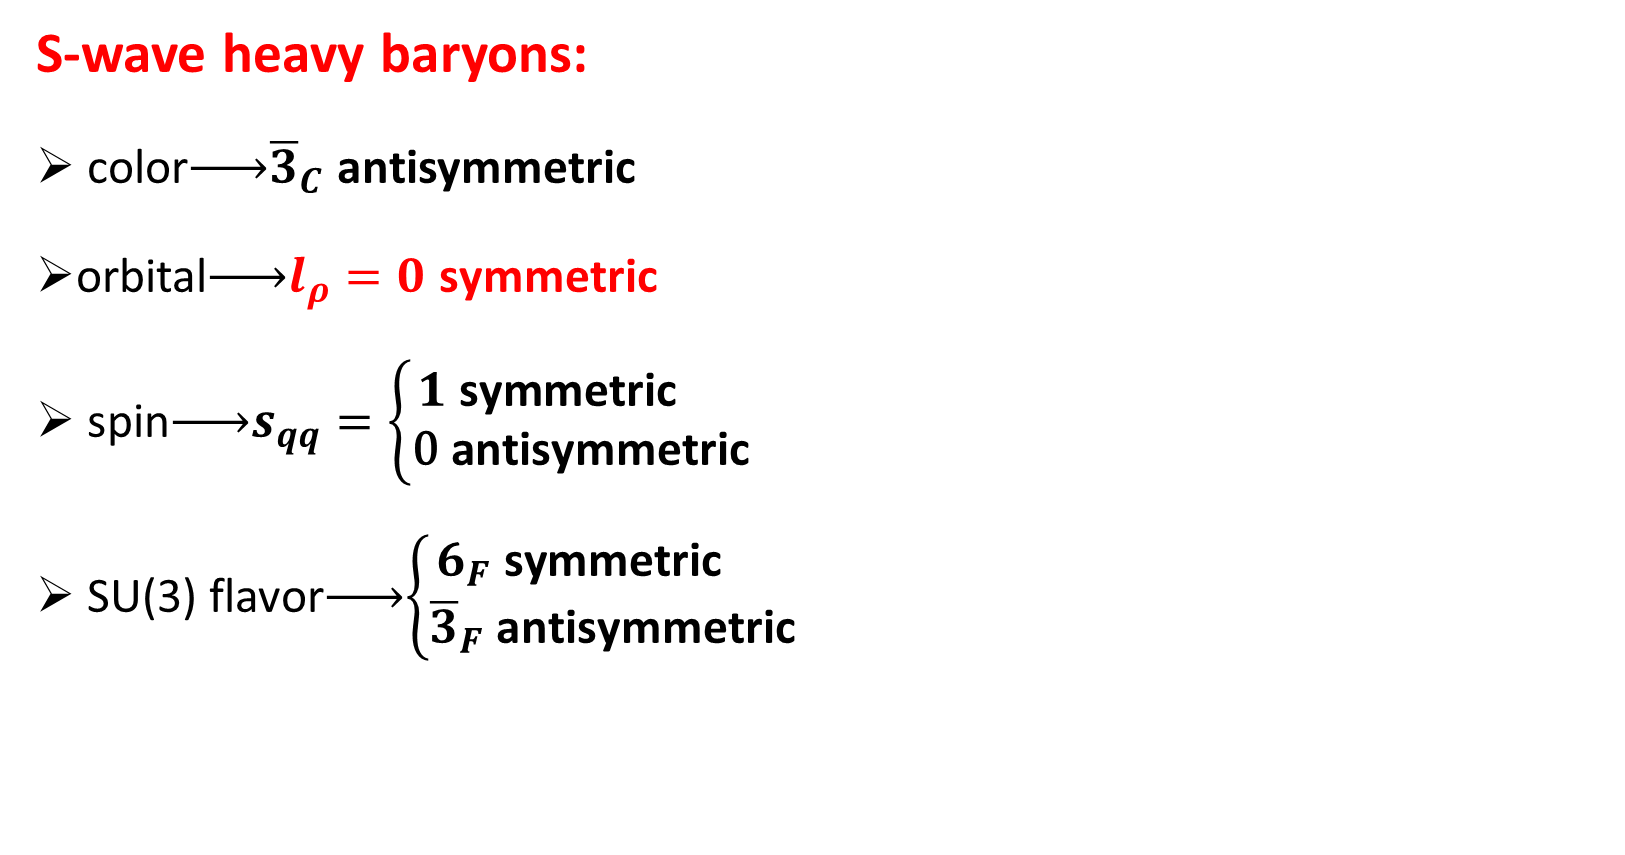 S-wave heavy baryons:
➢ color⟶3̅_C antisymmetric
➢orbital⟶l_ρ = 0 symmetric
➢ spin⟶s_qq = { 1 symmetric
0 antisymmetric
➢ SU(3) flavor⟶{ 6_F symmetric
3̅_F antisymmetric